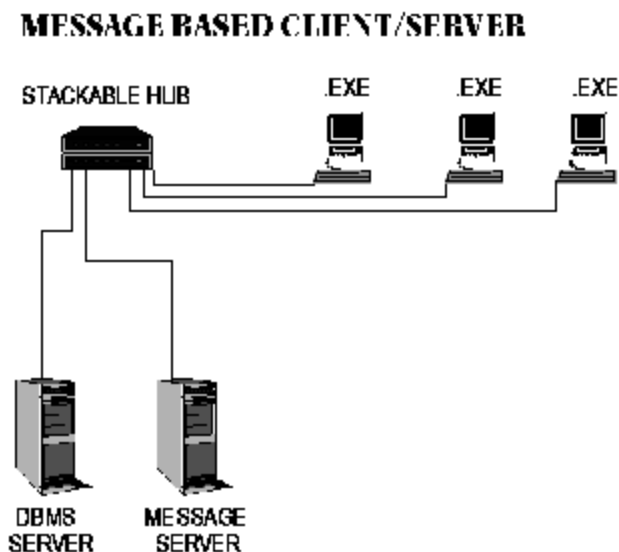 MESSAGE BASED CLIENT/SERVER
STACKABLE HUB
.EXE
.EXE
.EXE
DBMS
SERVER
MESSAGE
SERVER